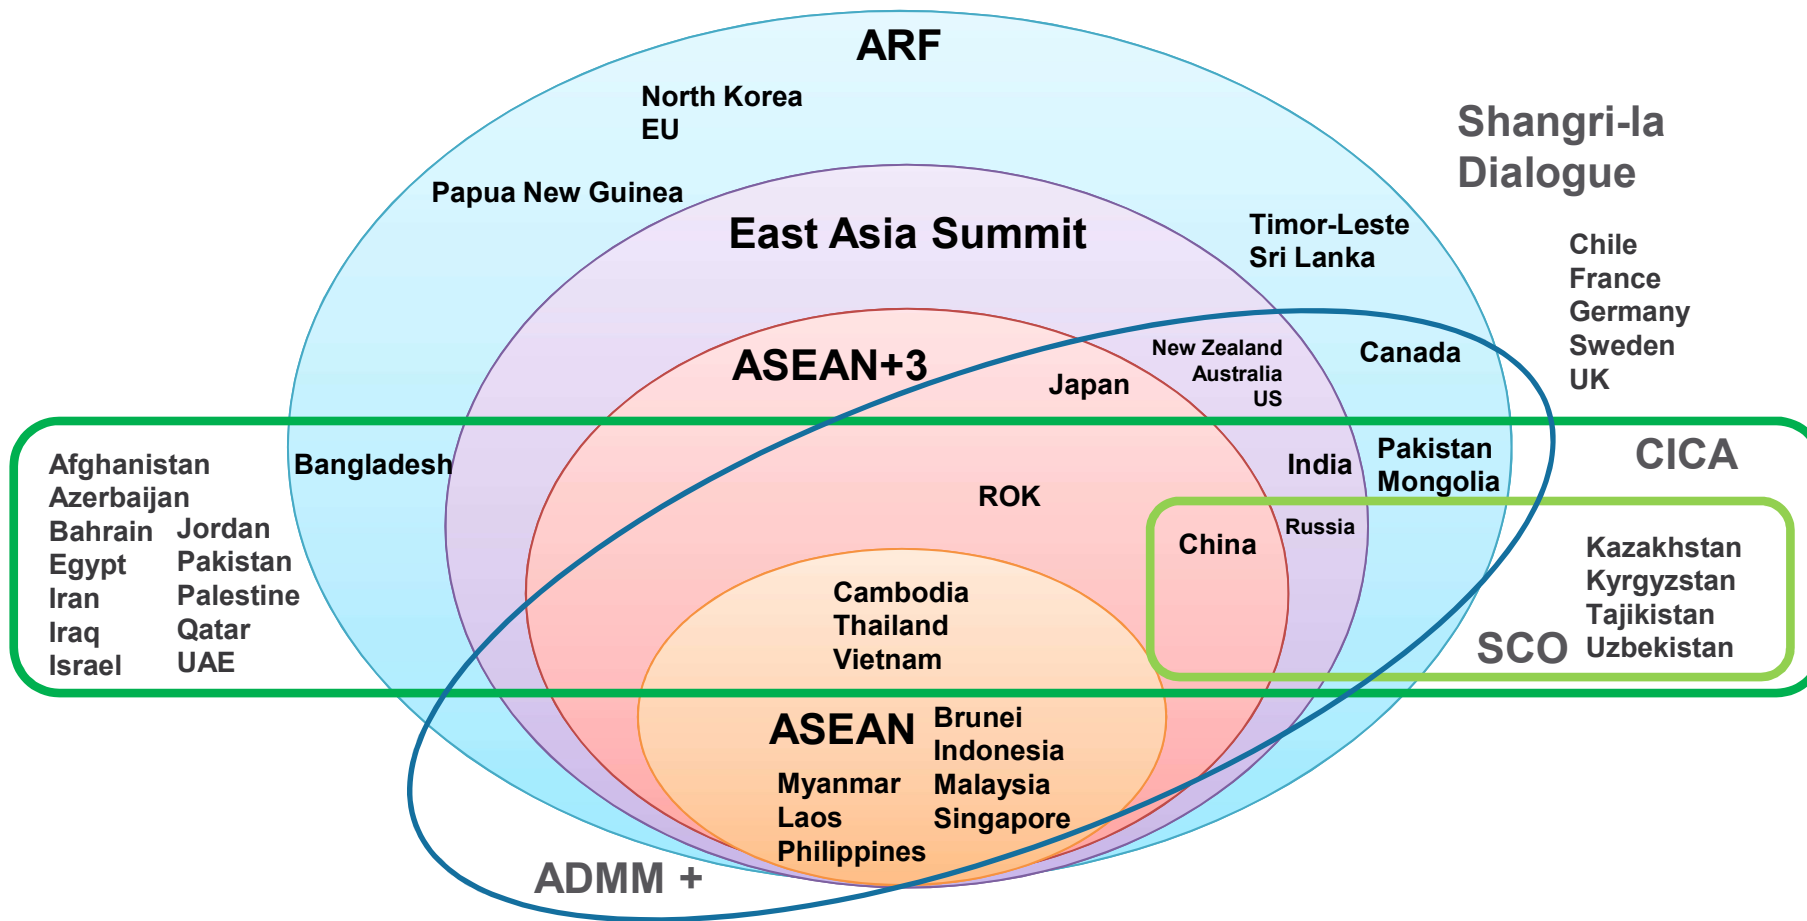 ARF
North Korea
EU
Papua New Guinea
Shangri-la
Dialogue
East Asia Summit
Timor-Leste
Sri Lanka
Chile
France
Germany
Sweden
UK
ASEAN+3
Japan
New Zealand
Australia
US
Canada
CICA
Afghanistan
Azerbaijan
Bahrain
Egypt
Iran
Iraq
Israel
Jordan
Pakistan
Palestine
Qatar
UAE
Bangladesh
ROK
India
Pakistan
Mongolia
China
Russia
Kazakhstan
Kyrgyzstan
Tajikistan
Uzbekistan
SCO
Cambodia
Thailand
Vietnam
ASEAN
Brunei
Indonesia
Malaysia
Singapore
Myanmar
Laos
Philippines
ADMM +